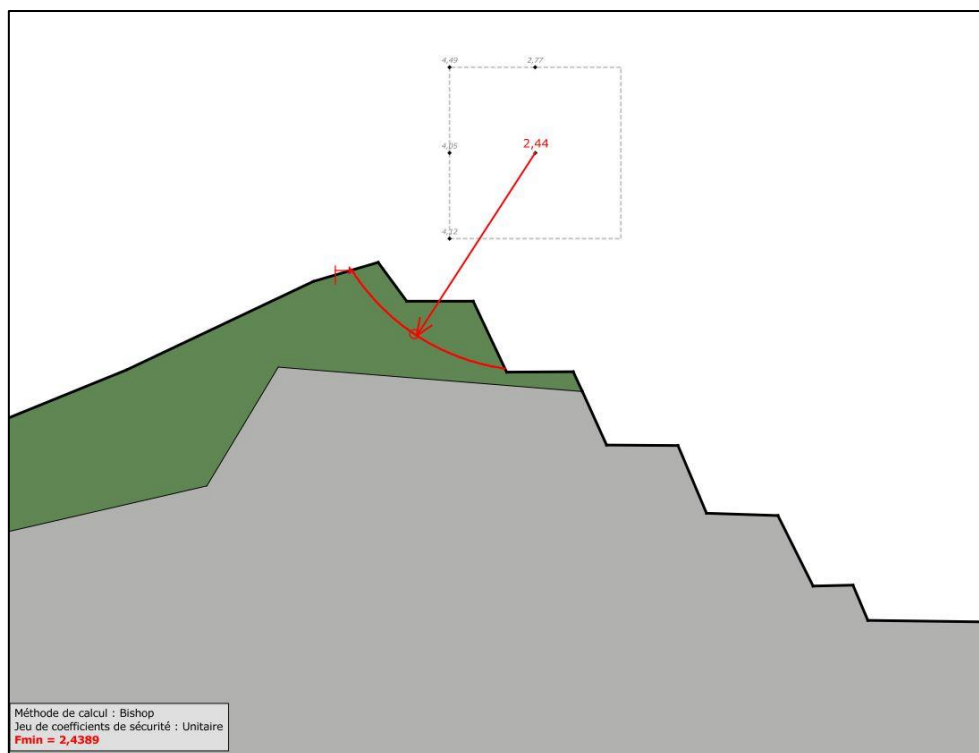 4,49
2,77
4,05
2,44
4,12
Méthode de calcul : Bishop
Jeu de coefficients de sécurité : Unitaire
Fmin = 2,4389